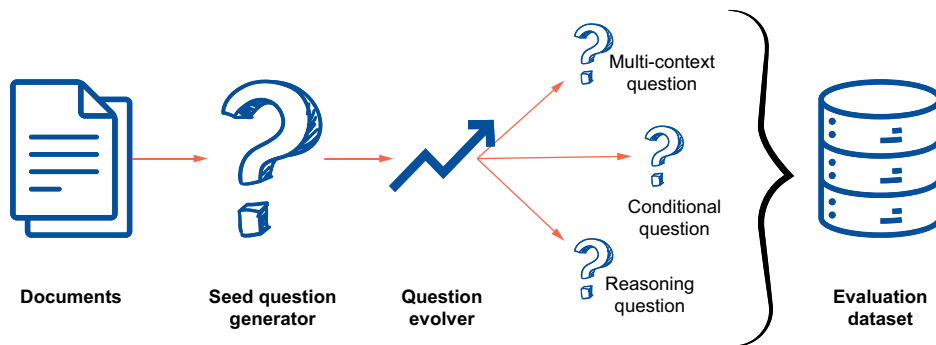 Multi-context
question
Conditional
question
Reasoning
question
Documents
Seed question
generator
Question
evolver
Evaluation
dataset